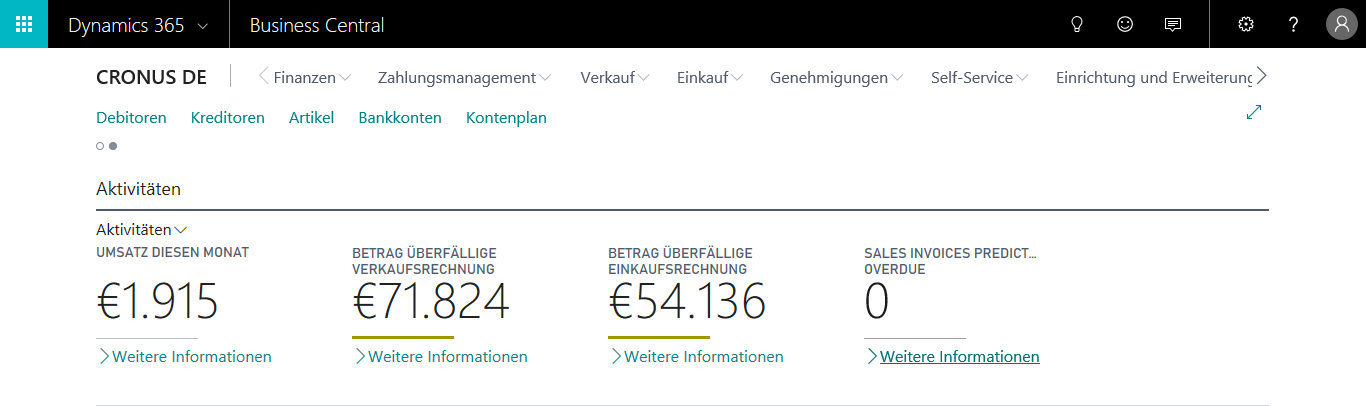 Dynamics 365 Business Central ?
CRONUS DE Finanzen Zahlungsmanagement Verkauf Einkauf Genehmigungen Self-Service Einrichtung und Erweiterung
Debitoren Kreditoren Artikel Bankkonten Kontenplan
Aktivitäten
Aktivitäten
UMSATZ DIESEN MONAT
€1.915
Weitere Informationen
BETRAG ÜBERFÄLLIGE
VERKAUFSRECHNUNG
€71.824
Weitere Informationen
BETRAG ÜBERFÄLLIGE
EINKAUFSRECHNUNG
€54.136
Weitere Informationen
SALES INVOICES PREDICT...
OVERDUE
0
Weitere Informationen